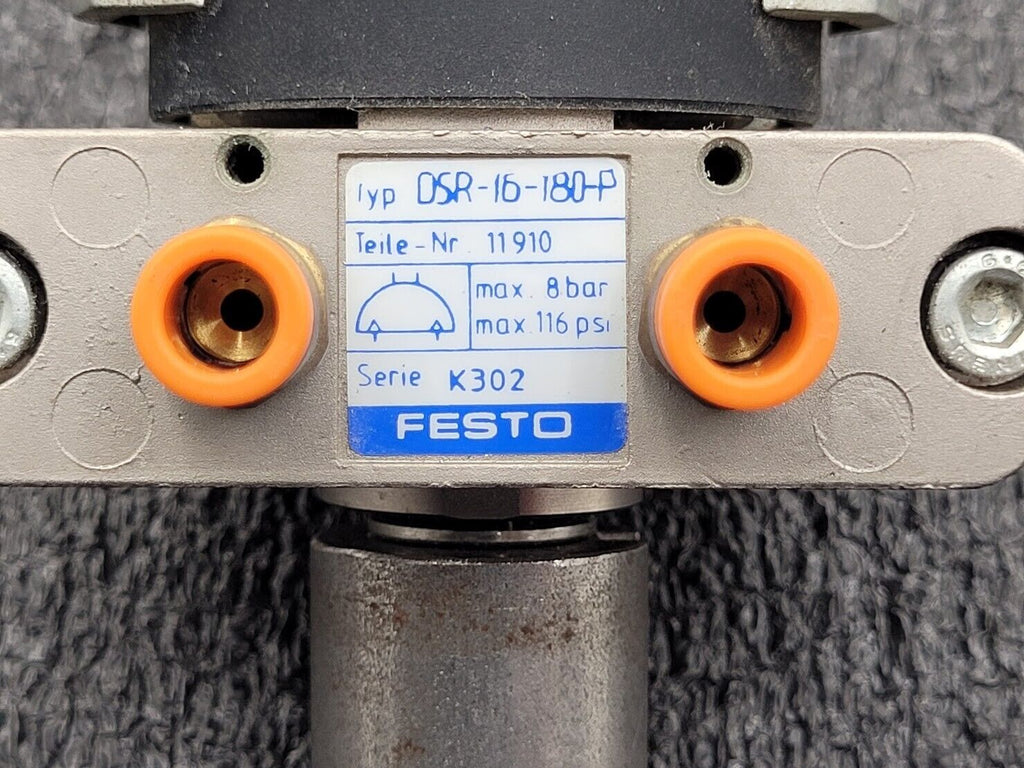 Typ DSR-16-180-P
Teile-Nr 11910
max. 8 bar
max. 116 psi
Serie K302
FESTO